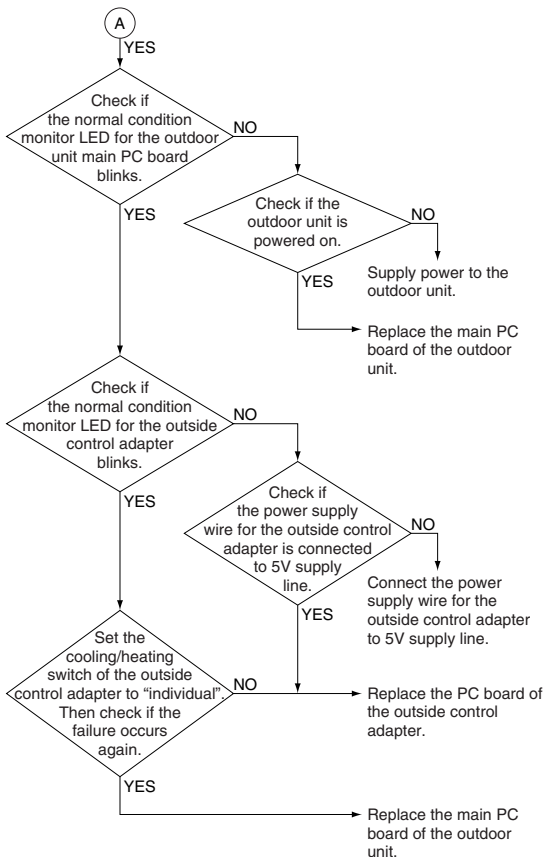 A
YES
Check if
the normal condition
monitor LED for the outdoor
unit main PC board
blinks.
NO
YES
Check if the
outdoor unit is
powered on.
NO
YES
Supply power to the
outdoor unit.
Replace the main PC
board of the outdoor
unit.
Check if
the normal condition
monitor LED for the outside
control adapter
blinks.
NO
YES
Check if
the power supply
wire for the outside control
adapter is connected
to 5V supply
line.
NO
YES
Connect the power
supply wire for the
outside control adapter
to 5V supply line.
Set the
cooling/heating
switch of the outside
control adapter to “individual”.
Then check if the
failure occurs
again.
NO
YES
Replace the PC board of
the outside control
adapter.
Replace the main PC
board of the outdoor
unit.